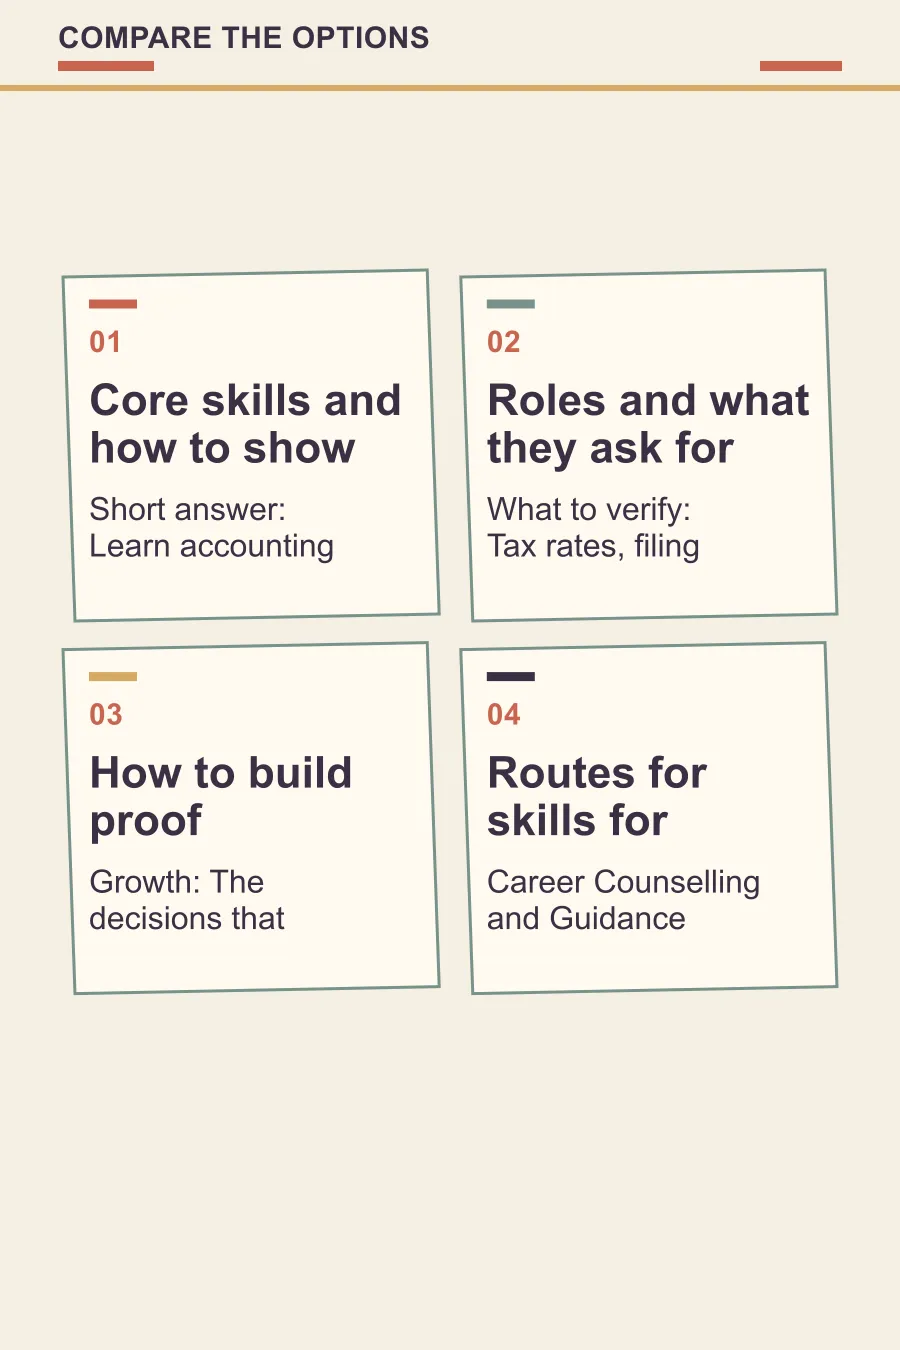 COMPARE THE OPTIONS
01
Core skills and
how to show
Short answer:
Learn accounting
02
Roles and what
they ask for
What to verify:
Tax rates, filing
03
How to build
proof
Growth: The
decisions that
04
Routes for
skills for
Career Counselling
and Guidance